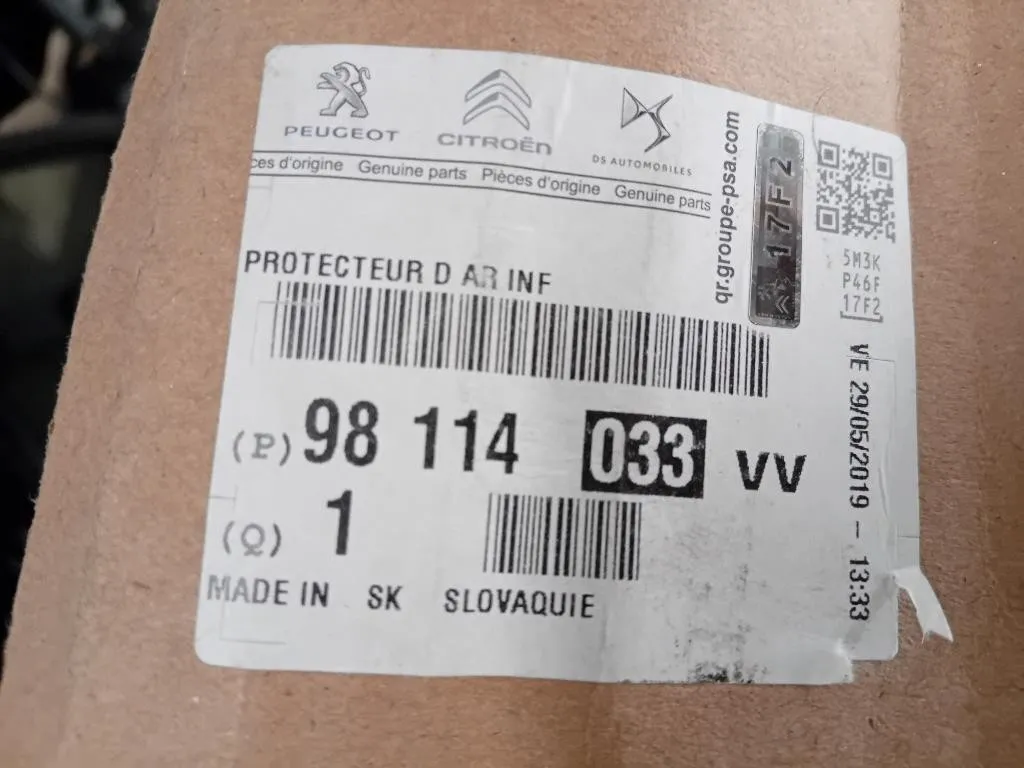 PEUGEOT
CITROËN
DS AUTOMOBILES
ces d'origine Genuine parts Pièces d'origine Genuine parts
qr.groupe-psa.com
17F2
5M3K
P46F
17F2
PROTECTEUR D AR INF
(P) 98 114 033 VV
(Q) 1
MADE IN SK SLOVAQUIE
VE 29/05/2019 - 13:33